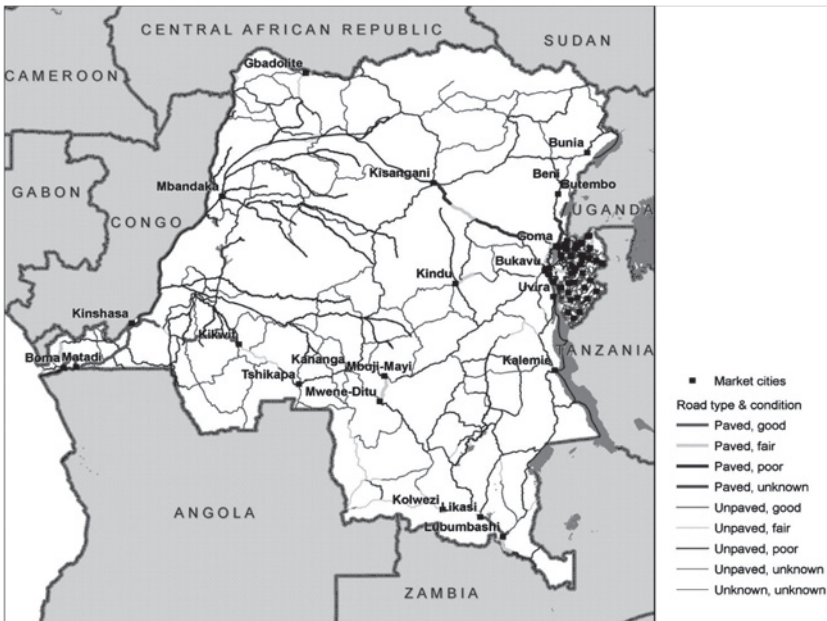 CENTRAL AFRICAN REPUBLIC
SUDAN
CAMEROON
Gbadolite
Bunia
GABON
Mbandaka
Kisangani
Beni
Butembo
CONGO
UGANDA
Goma
Bukavu
Kindu
Uvira
Kinshasa
Kikwit
TANZANIA
Boma
Matadi
Kananga
Mbuji-Mayi
Kalemie
Tshikapa
Mwene-Ditu
Kolwezi
Likasi
ANGOLA
Lubumbashi
ZAMBIA
Market cities
Road type & condition
Paved, good
Paved, fair
Paved, poor
Paved, unknown
Unpaved, good
Unpaved, fair
Unpaved, poor
Unpaved, unknown
Unknown, unknown